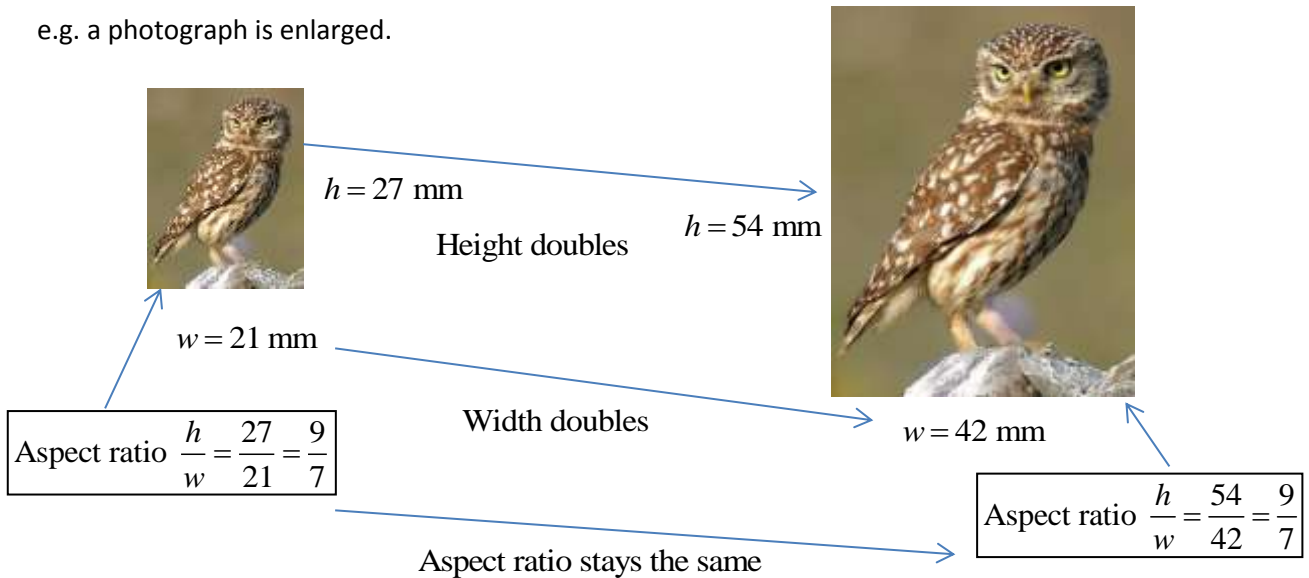 e.g. a photograph is enlarged.
h = 27 mm
h = 54 mm
Height doubles
w = 21 mm
Width doubles
w = 42 mm
Aspect ratio h/w = 27/21 = 9/7
Aspect ratio h/w = 54/42 = 9/7
Aspect ratio stays the same